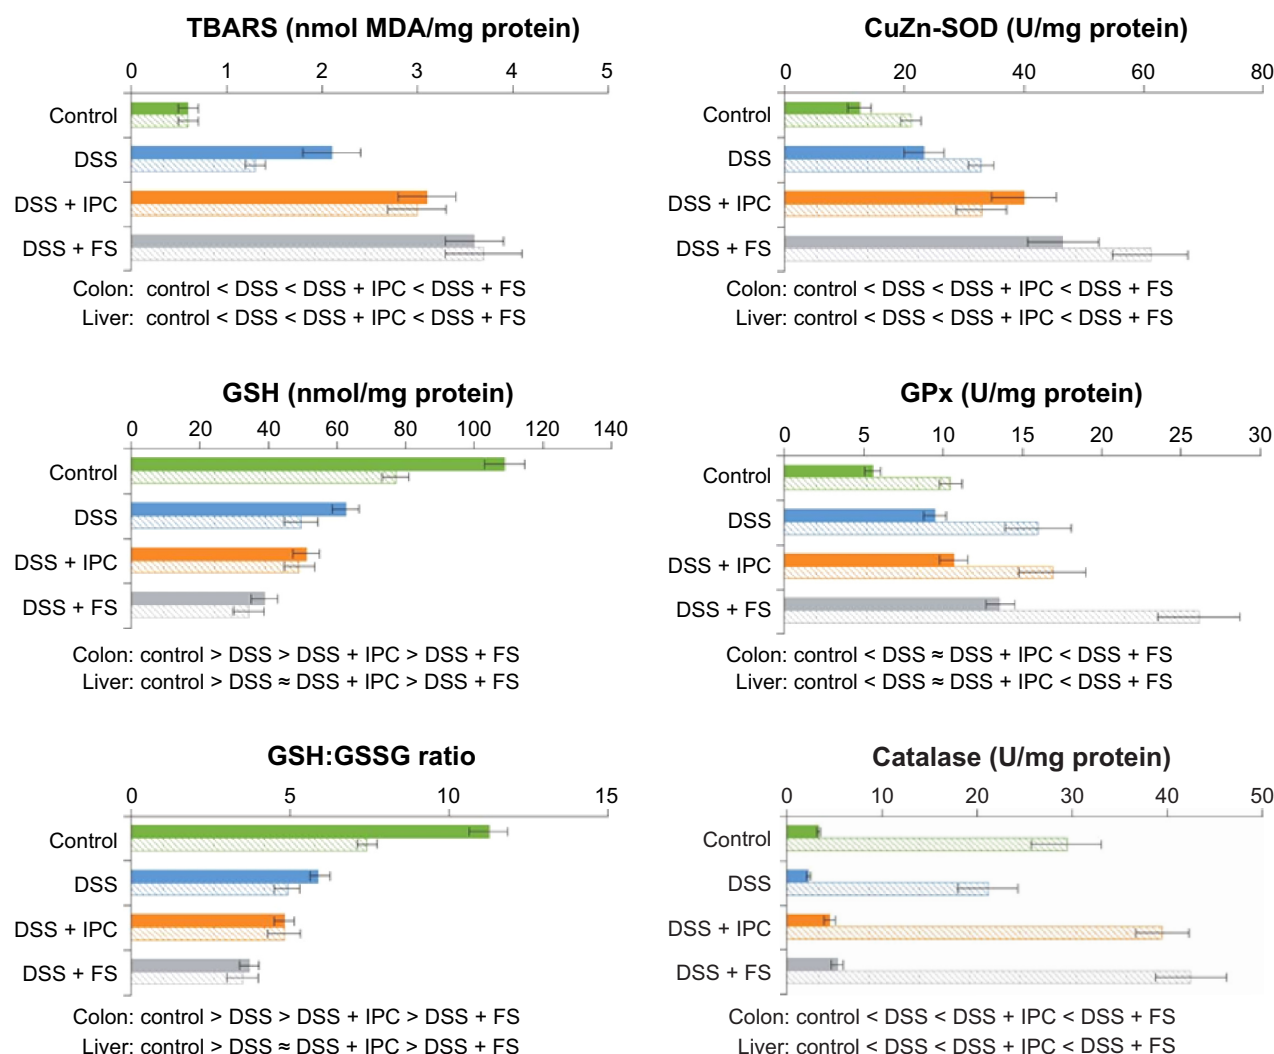 TBARS (nmol MDA/mg protein)
0 1 2 3 4 5
Control
DSS
DSS + IPC
DSS + FS
Colon: control < DSS < DSS + IPC < DSS + FS
Liver: control < DSS < DSS + IPC < DSS + FS
CuZn-SOD (U/mg protein)
0 20 40 60 80
Control
DSS
DSS + IPC
DSS + FS
Colon: control < DSS < DSS + IPC < DSS + FS
Liver: control < DSS < DSS + IPC < DSS + FS
GSH (nmol/mg protein)
0 20 40 60 80 100 120 140
Control
DSS
DSS + IPC
DSS + FS
Colon: control > DSS > DSS + IPC > DSS + FS
Liver: control > DSS ≈ DSS + IPC > DSS + FS
GPx (U/mg protein)
0 5 10 15 20 25 30
Control
DSS
DSS + IPC
DSS + FS
Colon: control < DSS ≈ DSS + IPC < DSS + FS
Liver: control < DSS ≈ DSS + IPC < DSS + FS
GSH:GSSG ratio
0 5 10 15
Control
DSS
DSS + IPC
DSS + FS
Colon: control > DSS > DSS + IPC > DSS + FS
Liver: control > DSS ≈ DSS + IPC > DSS + FS
Catalase (U/mg protein)
0 10 20 30 40 50
Control
DSS
DSS + IPC
DSS + FS
Colon: control < DSS < DSS + IPC < DSS + FS
Liver: control < DSS < DSS + IPC < DSS + FS